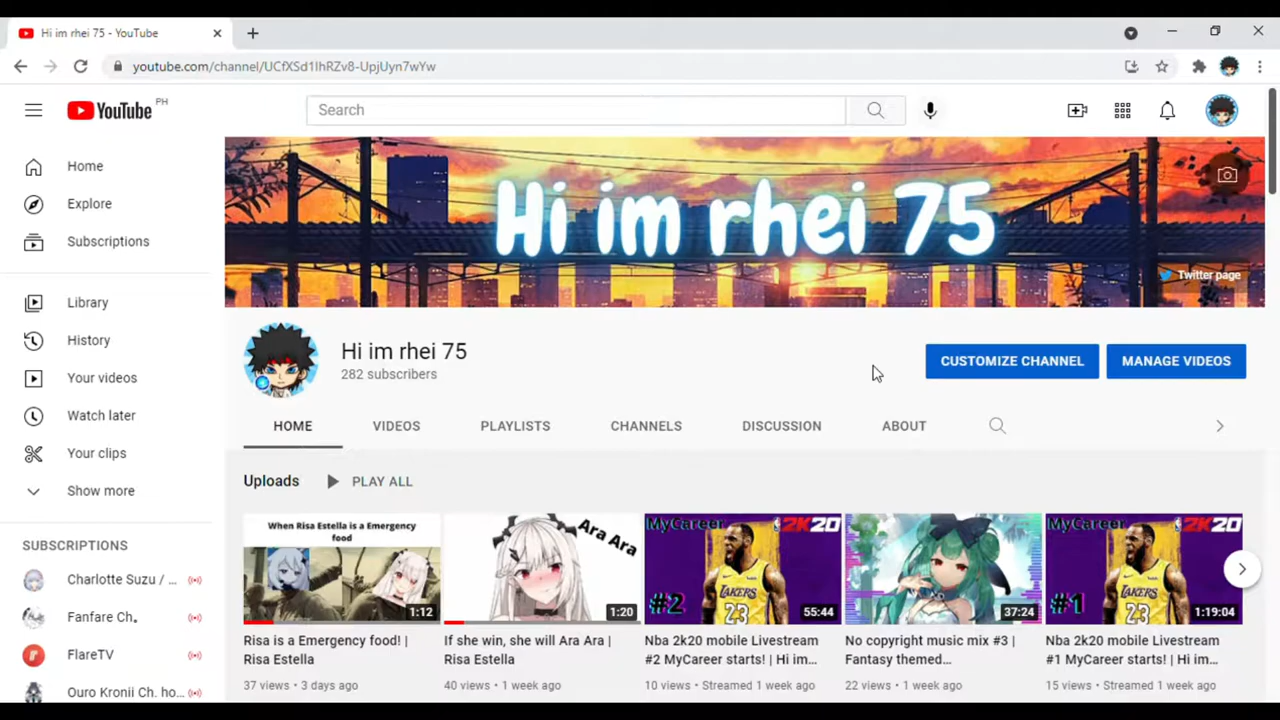 Hi im rhei 75 - YouTube
youtube.com/channel/UCfXSd1IhRZv8-UpjUyn7wYw
YouTube PH
Search
Home
Explore
Subscriptions
Library
History
Your videos
Watch later
Your clips
Show more
SUBSCRIPTIONS
Charlotte Suzu / ...
Fanfare Ch。
FlareTV
Ouro Kronii Ch. ho...
Hi im rhei 75
Twitter page
Hi im rhei 75
282 subscribers
CUSTOMIZE CHANNEL
MANAGE VIDEOS
HOME VIDEOS PLAYLISTS CHANNELS DISCUSSION ABOUT
Uploads PLAY ALL
When Risa Estella is a Emergency
food
1:12
Risa is a Emergency food! |
Risa Estella
37 views • 3 days ago
Ara Ara
1:20
If she win, she will Ara Ara |
Risa Estella
40 views • 1 week ago
MyCareer 2K20
LAKERS
23
#2
55:44
Nba 2k20 mobile Livestream
#2 MyCareer starts! | Hi im...
10 views • Streamed 1 week ago
37:24
No copyright music mix #3 |
Fantasy themed...
22 views • 1 week ago
MyCareer 2K20
LAKERS
23
#1
1:19:04
Nba 2k20 mobile Livestream
#1 MyCareer starts! | Hi im...
15 views • Streamed 1 week ago